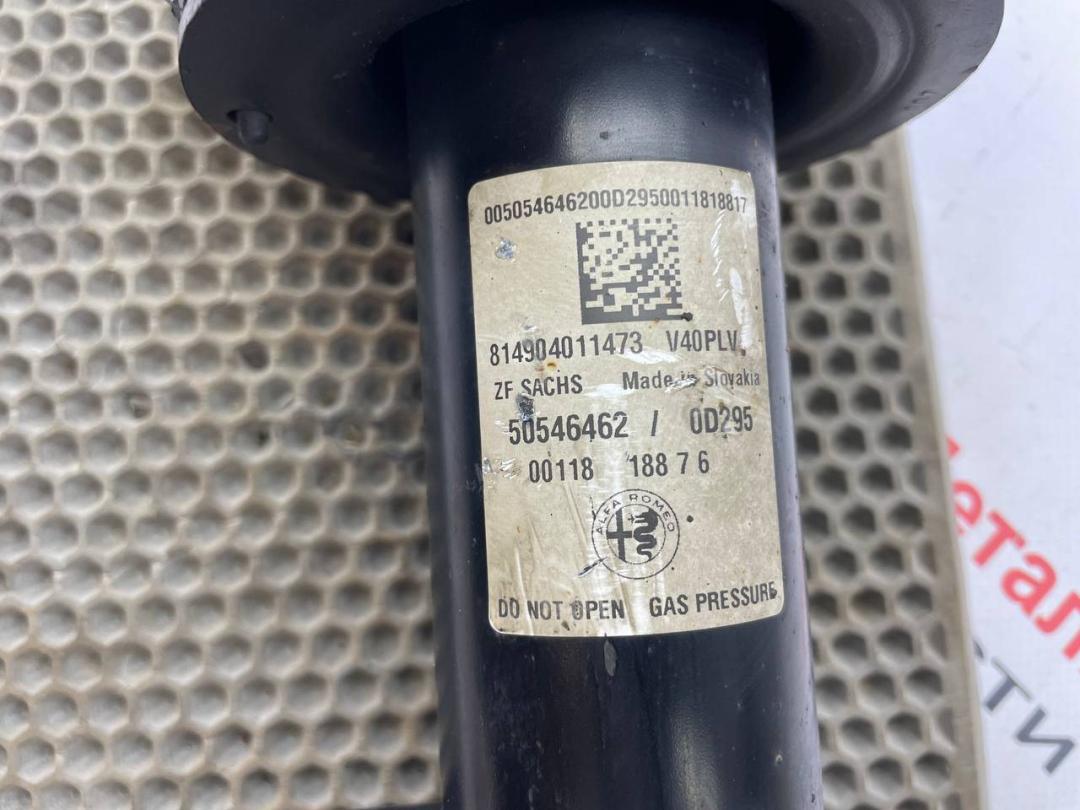 005054646200D2950011818817
814904011473 V40PLV
ZF SACHS Made in Slovakia
50546462 / 0D295
00118 188 7 6
ALFA ROMEO
DO NOT OPEN GAS PRESSURE